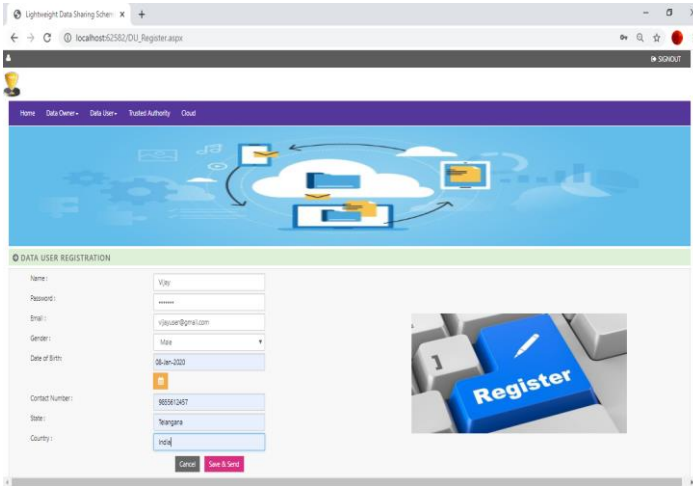 Lightweight Data Sharing Schem x +
localhost:62582/DU_Register.aspx
SIGNOUT
Home Data Owner Data User Trusted Authority Cloud
DATA USER REGISTRATION
Name : Vijay
Password : •••••••
Email : vijayuser@gmail.com
Gender : Male
Date of Birth: 08-Jan-2020
Contact Number : 9855612457
State : Telangana
Country : India
Cancel Save & Send
1
Register